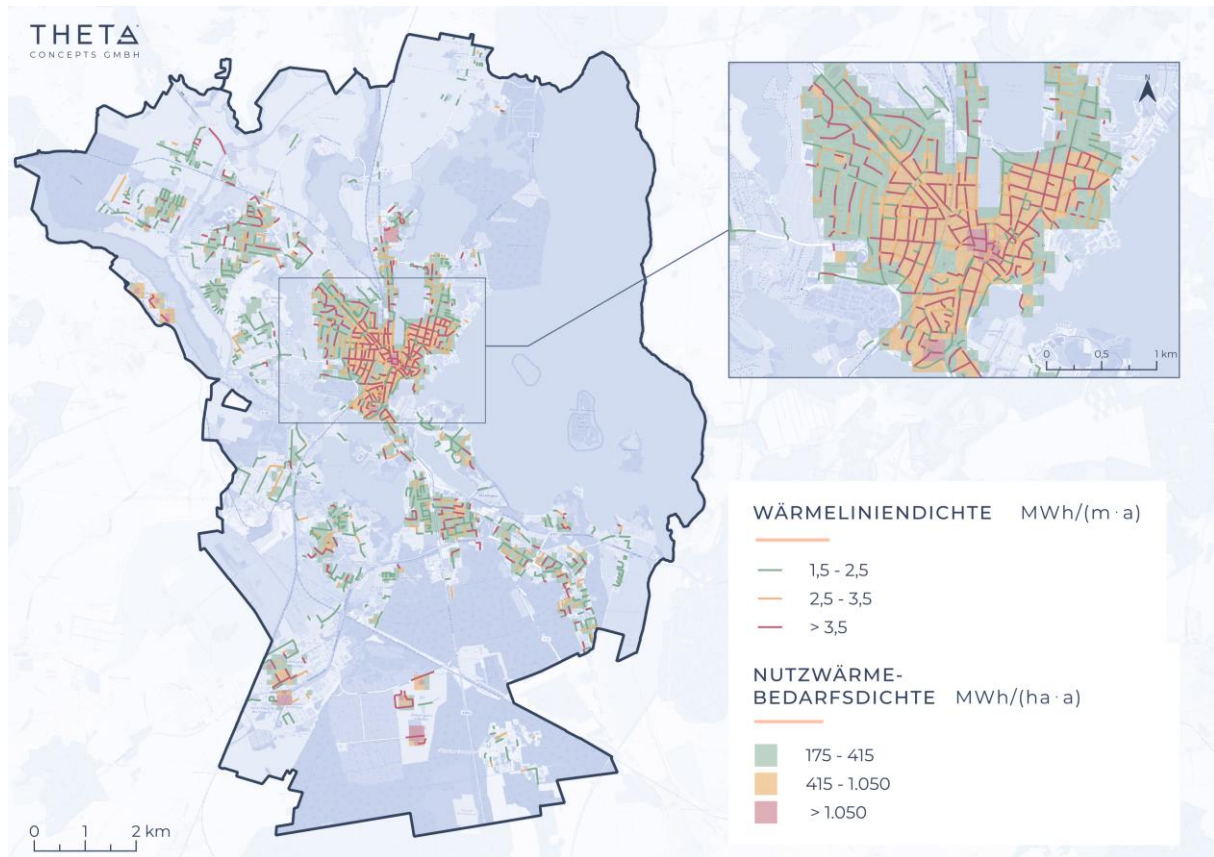 THETA
CONCEPTS GMBH
N
0 0,5 1 km
WÄRMELINIENDICHTE MWh/(m·a)
1,5 - 2,5
2,5 - 3,5
> 3,5
NUTZWÄRME-
BEDARFSDICHTE MWh/(ha·a)
175 - 415
415 - 1.050
> 1.050
0 1 2 km